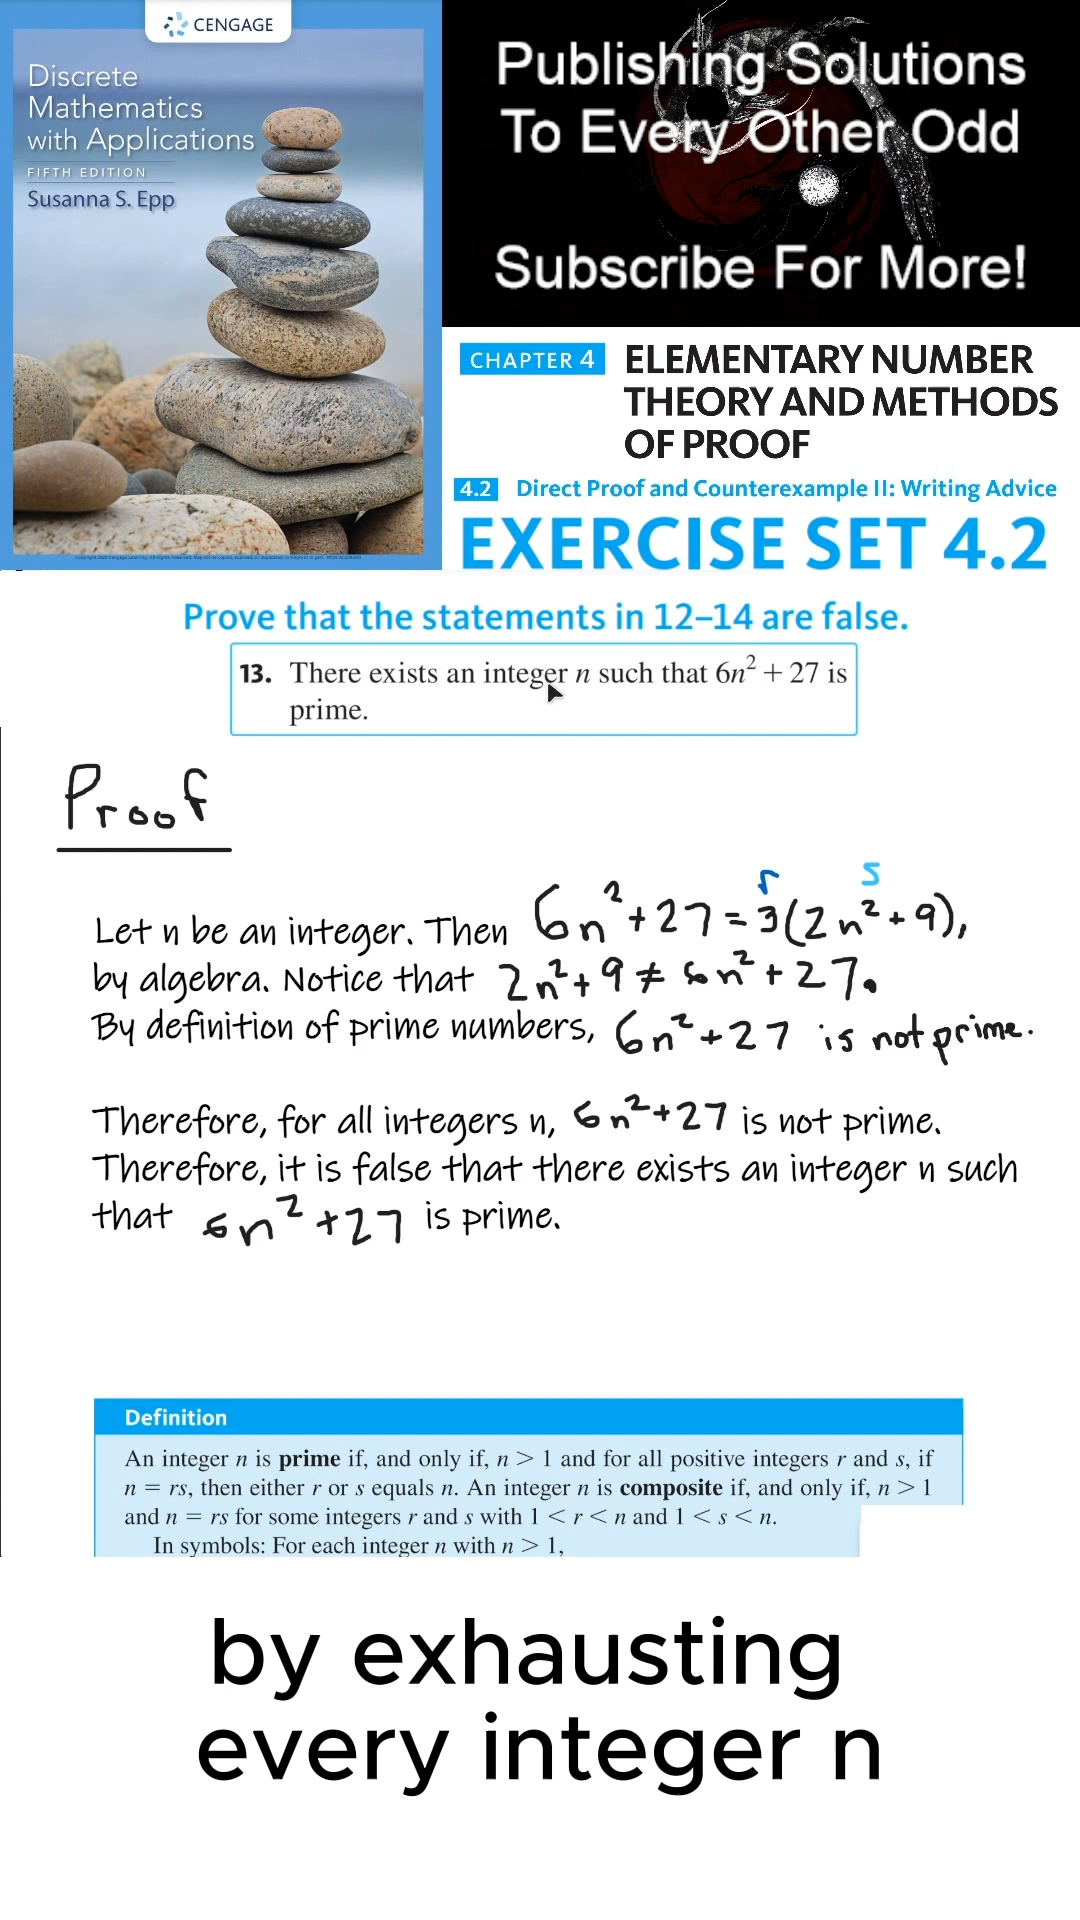 CENGAGE
Discrete
Mathematics
with Applications
FIFTH EDITION
Susanna S. Epp
Publishing Solutions
To Every Other Odd
Subscribe For More!
CHAPTER 4 ELEMENTARY NUMBER
THEORY AND METHODS
OF PROOF
4.2 Direct Proof and Counterexample II: Writing Advice
EXERCISE SET 4.2
Prove that the statements in 12–14 are false.
13. There exists an integer n such that 6n² + 27 is
prime.
Proof
r s
Let n be an integer. Then 6n²+27=3(2n²+9),
by algebra. Notice that 2n²+9≠6n²+27.
By definition of prime numbers, 6n²+27 is not prime.
Therefore, for all integers n, 6n²+27 is not prime.
Therefore, it is false that there exists an integer n such
that 6n²+27 is prime.
Definition
An integer n is prime if, and only if, n > 1 and for all positive integers r and s, if
n = rs, then either r or s equals n. An integer n is composite if, and only if, n > 1
and n = rs for some integers r and s with 1 < r < n and 1 < s < n.
In symbols: For each integer n with n > 1,
by exhausting
every integer n